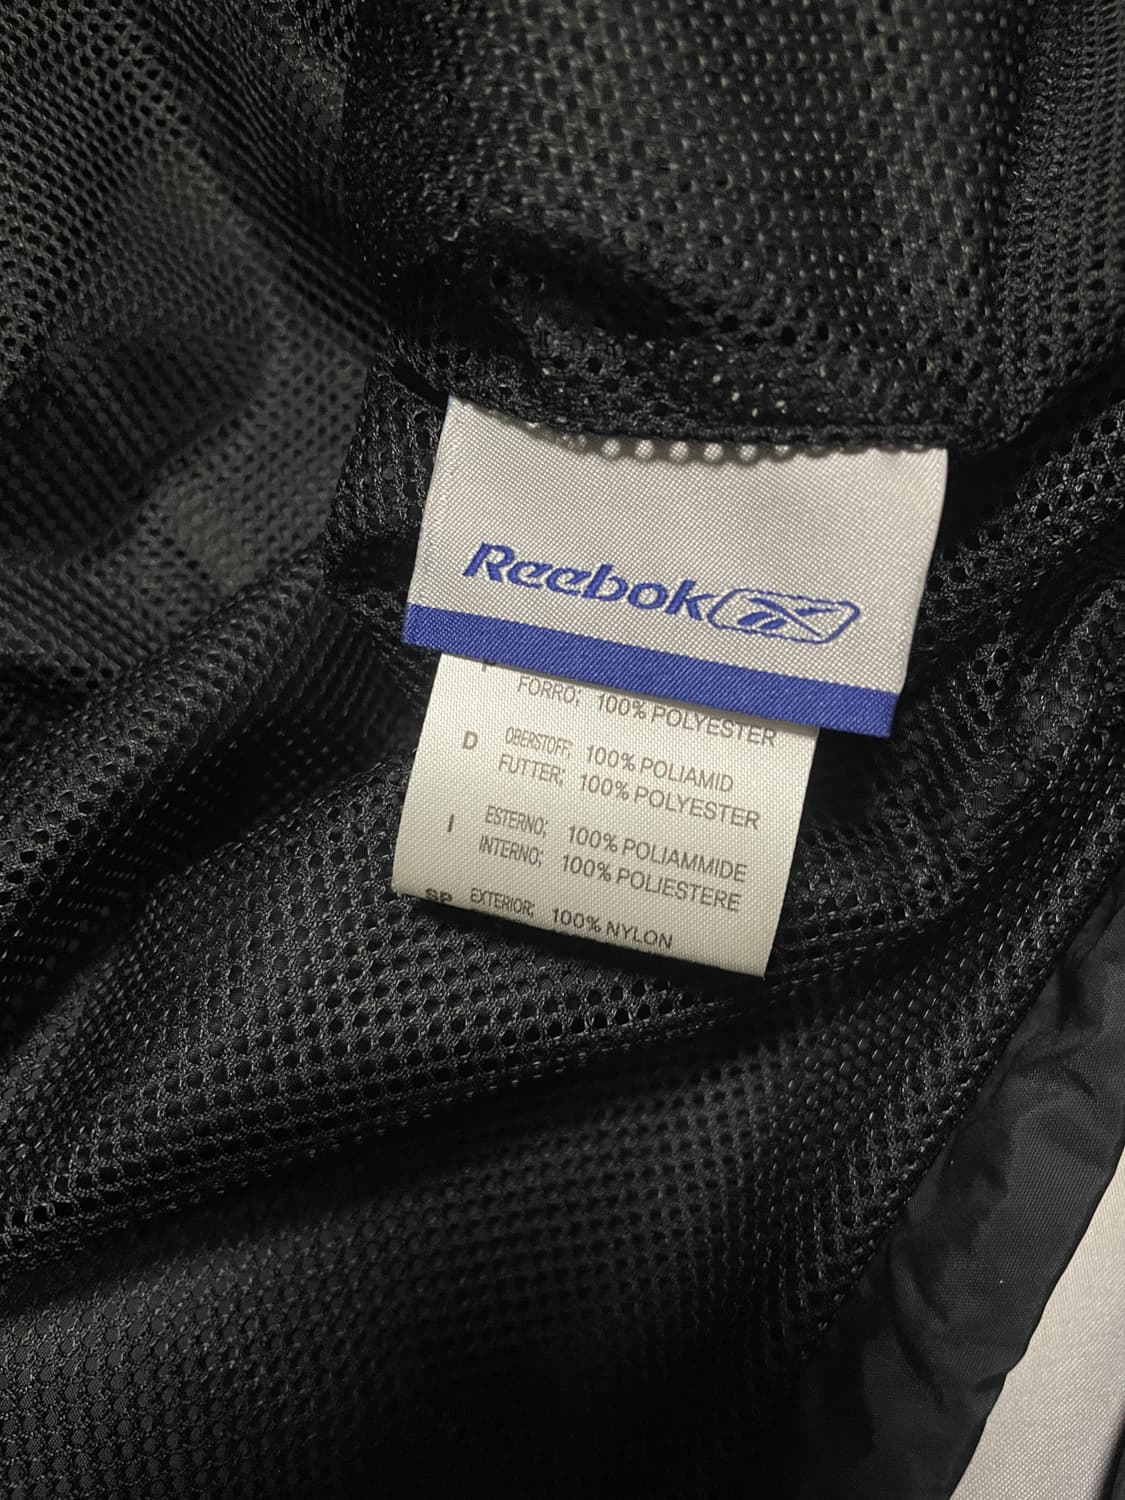 Reebok
FORRO; 100% POLYESTER
D OBERSTOFF; 100% POLIAMID
FUTTER; 100% POLYESTER
I ESTERNO; 100% POLIAMMIDE
INTERNO; 100% POLIESTERE
SP EXTERIOR; 100% NYLON